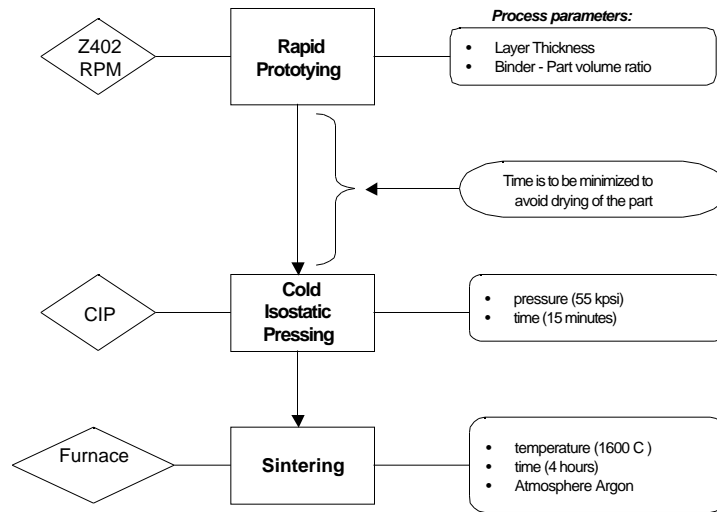 Process parameters:
Z402
RPM
Rapid
Prototying
• Layer Thickness
• Binder - Part volume ratio
Time is to be minimized to
avoid drying of the part
CIP
Cold
Isostatic
Pressing
• pressure (55 kpsi)
• time (15 minutes)
Furnace
Sintering
• temperature (1600 C )
• time (4 hours)
• Atmosphere Argon